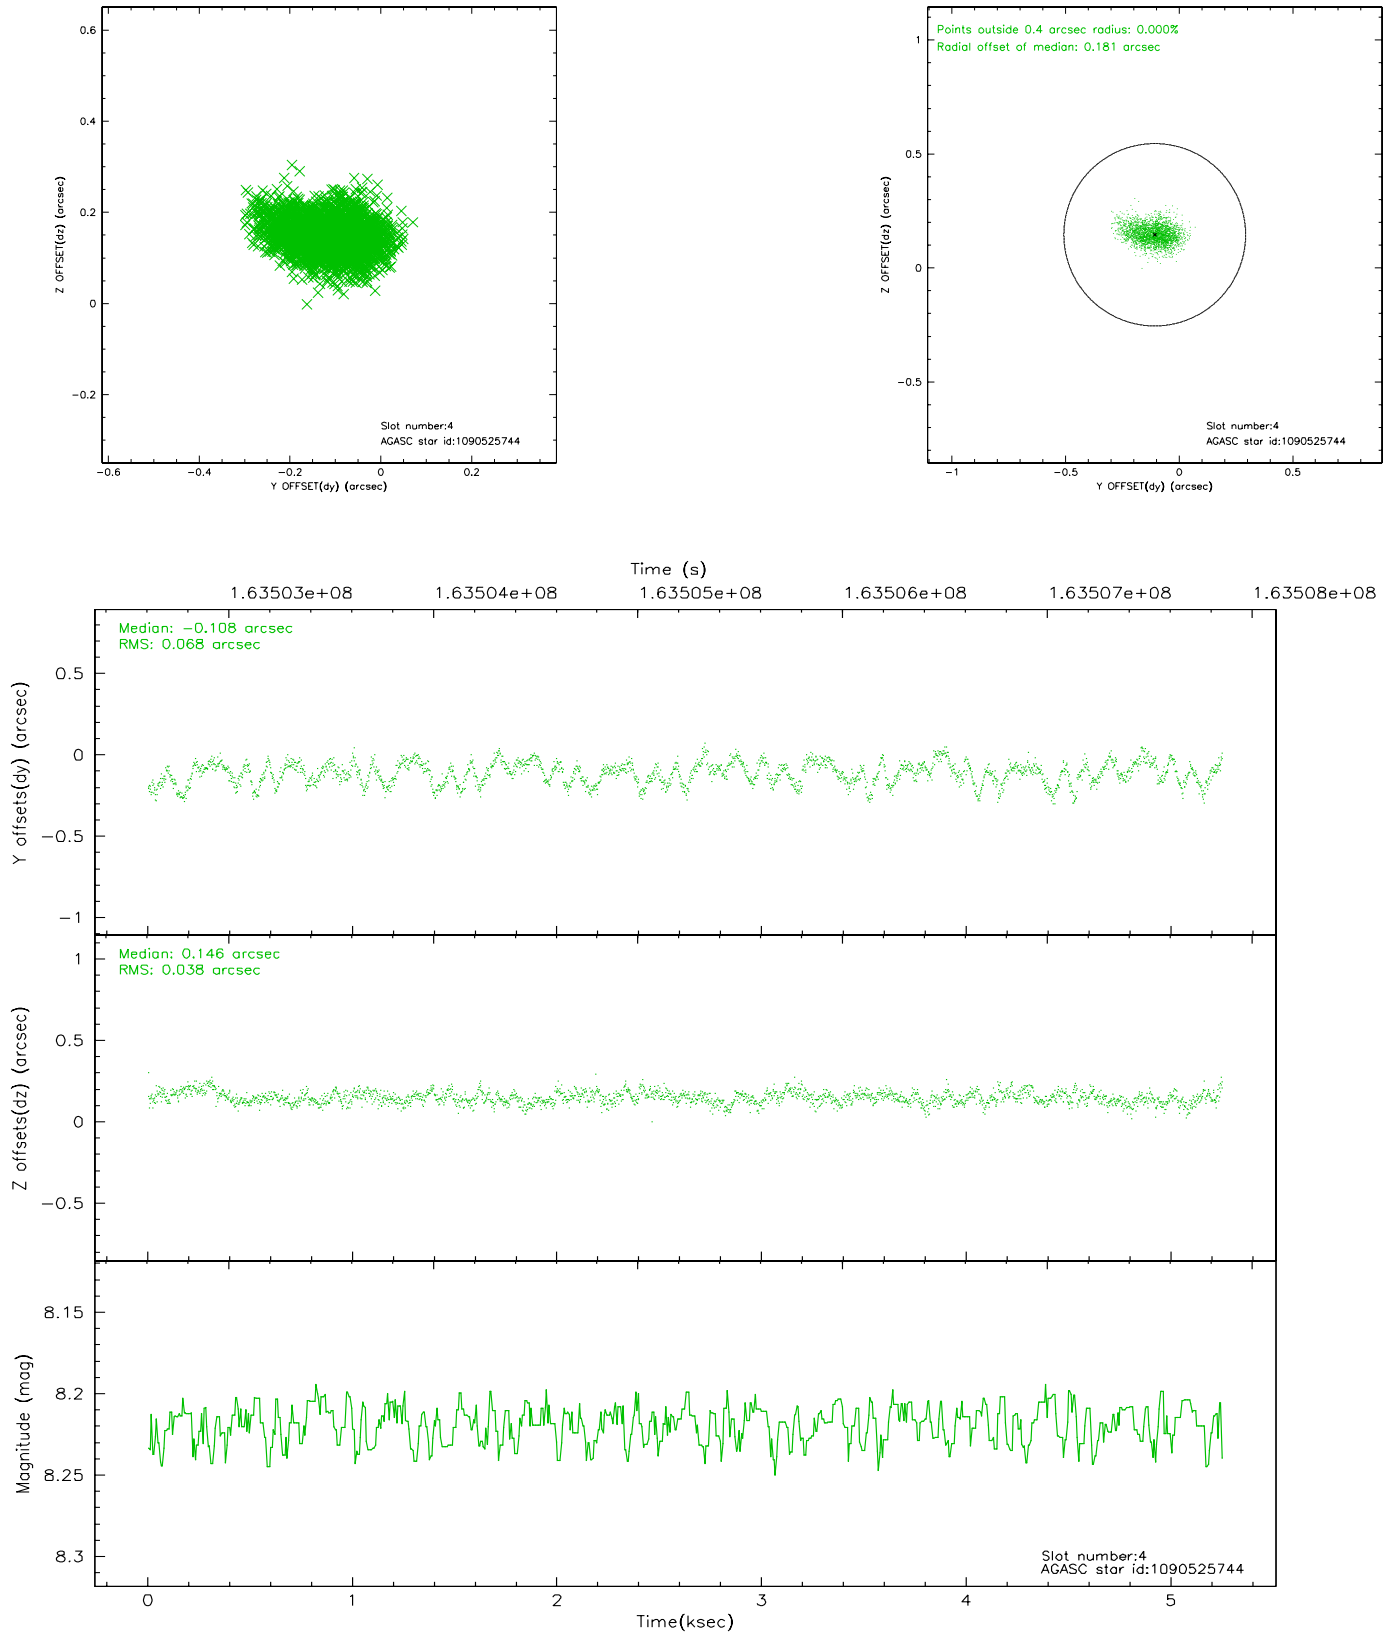 0.6
0.4
0.2
0
−0.2
Z OFFSET(dz) (arcsec)
Slot number:4
AGASC star id:1090525744
−0.6 −0.4 −0.2 0 0.2
Y OFFSET(dy) (arcsec)
Points outside 0.4 arcsec radius: 0.000%
Radial offset of median: 0.181 arcsec
1
0.5
0
−0.5
Z OFFSET(dz) (arcsec)
Slot number:4
AGASC star id:1090525744
−1 −0.5 0 0.5
Y OFFSET(dy) (arcsec)
Time (s)
1.63503e+08 1.63504e+08 1.63505e+08 1.63506e+08 1.63507e+08 1.63508e+08
Median: −0.108 arcsec
RMS: 0.068 arcsec
0.5
0
−0.5
−1
Y offsets(dy) (arcsec)
Median: 0.146 arcsec
RMS: 0.038 arcsec
1
0.5
0
−0.5
Z offsets(dz) (arcsec)
8.15
8.2
8.25
8.3
Magnitude (mag)
Slot number:4
AGASC star id:1090525744
0 1 2 3 4 5
Time(ksec)